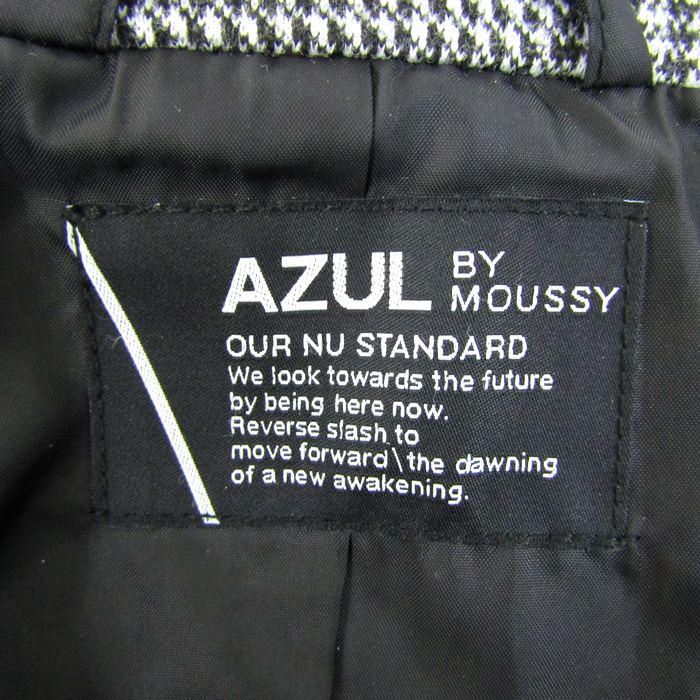 AZUL BY MOUSSY
OUR NU STANDARD
We look towards the future
by being here now.
Reverse slash to
move forward\the dawning
of a new awakening.